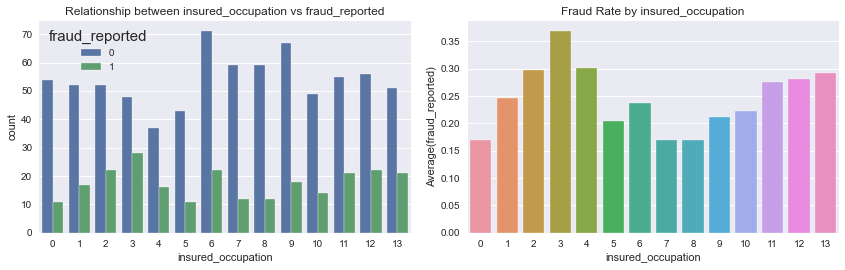 Relationship between insured_occupation vs fraud_reported
fraud_reported
0
1
70
60
50
40
30
20
10
0
count
0 1 2 3 4 5 6 7 8 9 10 11 12 13
insured_occupation
Fraud Rate by insured_occupation
0.35
0.30
0.25
0.20
0.15
0.10
0.05
0.00
Average(fraud_reported)
0 1 2 3 4 5 6 7 8 9 10 11 12 13
insured_occupation